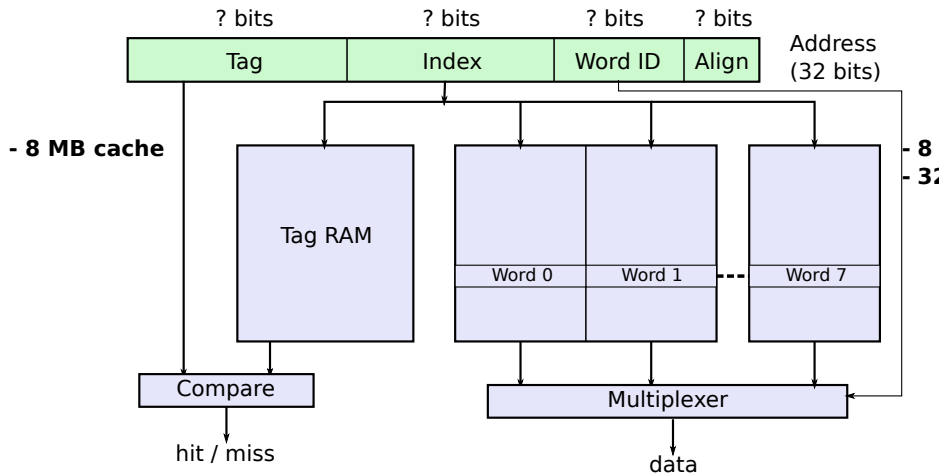 ? bits ? bits ? bits ? bits
Tag Index Word ID Align
Address
(32 bits)
- 8 MB cache
- 8
- 32
Tag RAM
Word 0 Word 1 Word 7
Compare
Multiplexer
hit / miss
data